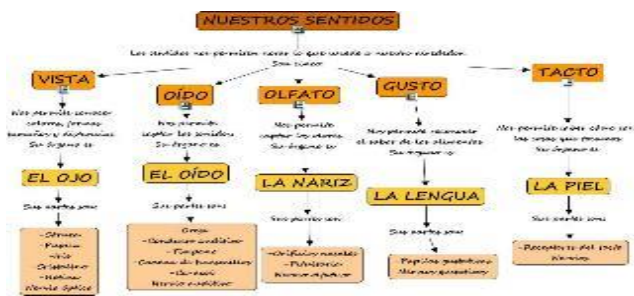 NUESTROS SENTIDOS
Los sentidos nos permiten notar lo que sucede a nuestro alrededor.
Son cinco
VISTA
OÍDO
OLFATO
GUSTO
TACTO
Nos permite conocer
colores, formas
tamaños y distancias
Su órgano es
Nos permite
captar los sonidos
Su órgano es
Nos permite
captar los olores
Su órgano es
Nos permite reconocer
el sabor de los alimentos
Su órgano es
Nos permite saber cómo son
las cosas que tocamos
Su órgano es
EL OJO
EL OÍDO
LA NARIZ
LA LENGUA
LA PIEL
Sus partes son:
Sus partes son:
Sus partes son:
Sus partes son:
Sus partes son:
-Córnea
-Pupila
-Iris
-Cristalino
-Retina
-Nervio óptico
Oreja
-Conducto auditivo
-Tímpano
-Cadena de huesecillos
-Caracol
-Nervio auditivo
-Orificios nasales
-Pituitaria
-Nervio olfativo
-Papilas gustativas
-Nervios gustativos
-Receptores del tacto
-Nervios